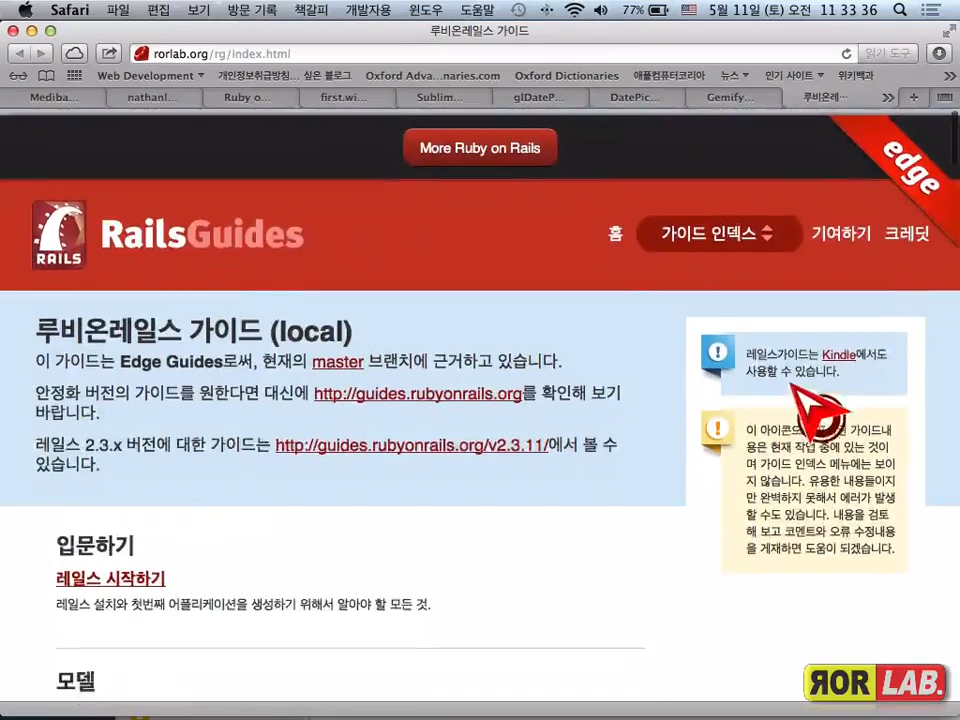 Safari 파일 편집 보기 방문 기록 책갈피 개발자용 윈도우 도움말 77% 5월 11일 (토) 오전 11 33 36
루비온레일스 가이드
rorlab.org/rg/index.html 읽기 도구
Web Development 개인정보취급방침... 싶은 블로그 Oxford Adva...naries.com Oxford Dictionaries 애플컴퓨터코리아 뉴스 인기 사이트 위키백과
Mediba... nathanl... Ruby o... first.wi... Sublim... glDateP... DatePic... Gemify... 루비온레...
More Ruby on Rails
edge
RAILS
RailsGuides
홈 가이드 인덱스 기여하기 크레딧
루비온레일스 가이드 (local)
이 가이드는 Edge Guides로써, 현재의 master 브랜치에 근거하고 있습니다.
안정화 버전의 가이드를 원한다면 대신에 http://guides.rubyonrails.org를 확인해 보기
바랍니다.
레일스 2.3.x 버전에 대한 가이드는 http://guides.rubyonrails.org/v2.3.11/에서 볼 수
있습니다.
레일스가이드는 Kindle에서도
사용할 수 있습니다.
이 아이콘으 가이드내
용은 현재 작업 중에 있는 것이
며 가이드 인덱스 메뉴에는 보이
지 않습니다. 유용한 내용들이지
만 완벽하지 못해서 에러가 발생
할 수도 있습니다. 내용을 검토
해 보고 코멘트와 오류 수정내용
을 게재하면 도움이 되겠습니다.
입문하기
레일스 시작하기
레일스 설치와 첫번째 어플리케이션을 생성하기 위해서 알아야 할 모든 것.
모델
ROR LAB.